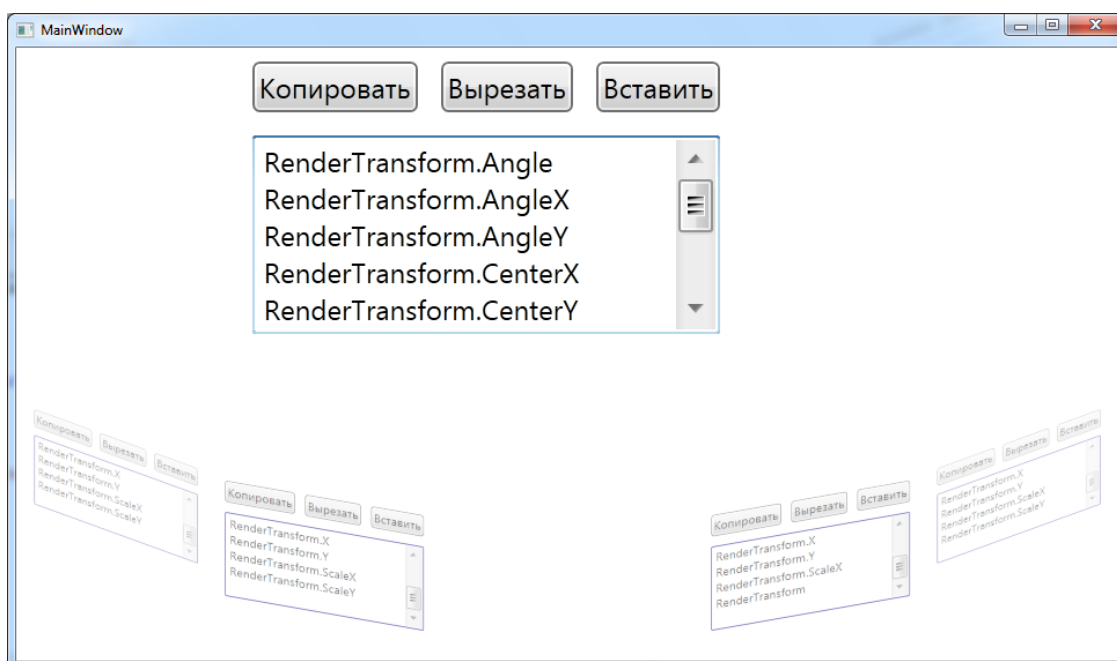 MainWindow
Копировать Вырезать Вставить
RenderTransform.Angle
RenderTransform.AngleX
RenderTransform.AngleY
RenderTransform.CenterX
RenderTransform.CenterY
Копировать Вырезать Вставить
RenderTransform.X
RenderTransform.Y
RenderTransform.ScaleX
RenderTransform.ScaleY
Копировать Вырезать Вставить
RenderTransform.X
RenderTransform.Y
RenderTransform.ScaleX
RenderTransform.ScaleY
Копировать Вырезать Вставить
RenderTransform.X
RenderTransform.Y
RenderTransform.ScaleX
RenderTransform
Копировать Вырезать Вставить
RenderTransform.X
RenderTransform.Y
RenderTransform.ScaleX
RenderTransform.ScaleY